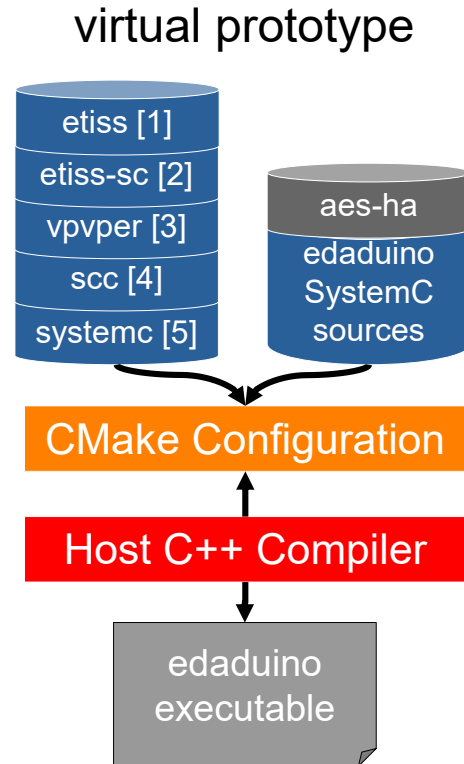 virtual prototype
etiss [1]
etiss-sc [2]
vpvper [3]
scc [4]
systemc [5]
aes-ha
edaduino
SystemC
sources
CMake Configuration
Host C++ Compiler
edaduino
executable